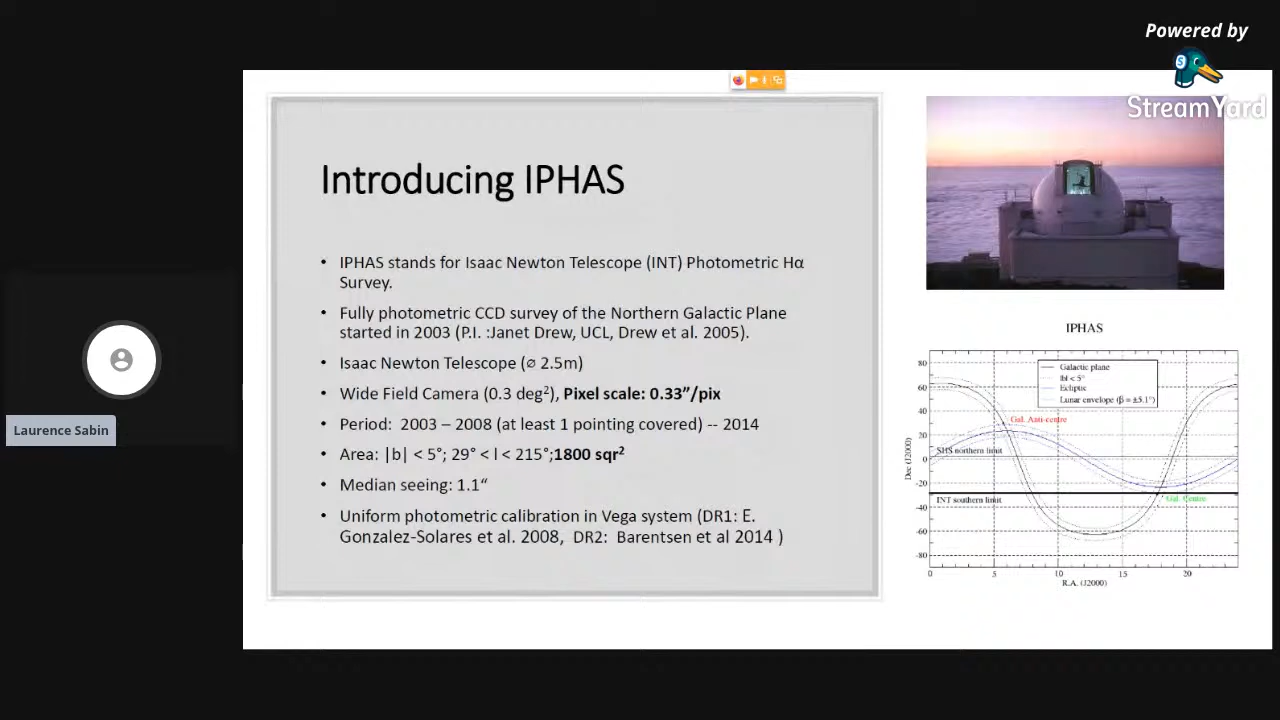 Powered by
StreamYard
Introducing IPHAS
• IPHAS stands for Isaac Newton Telescope (INT) Photometric Hα
Survey.
• Fully photometric CCD survey of the Northern Galactic Plane
started in 2003 (P.I. :Janet Drew, UCL, Drew et al. 2005).
• Isaac Newton Telescope (⌀ 2.5m)
• Wide Field Camera (0.3 deg²), Pixel scale: 0.33”/pix
• Period: 2003 – 2008 (at least 1 pointing covered) -- 2014
• Area: |b| < 5°; 29° < l < 215°;1800 sqr²
• Median seeing: 1.1“
• Uniform photometric calibration in Vega system (DR1: E.
Gonzalez-Solares et al. 2008, DR2: Barentsen et al 2014 )
Laurence Sabin
IPHAS
Galactic plane
|b| < 5°
Ecliptic
Lunar envelope (β = ±5.1°)
Gal. Anti-centre
SHS northern limit
INT southern limit
Gal. Centre
Dec (J2000)
80
60
40
20
0
-20
-40
-60
-80
0 5 10 15 20
R.A. (J2000)